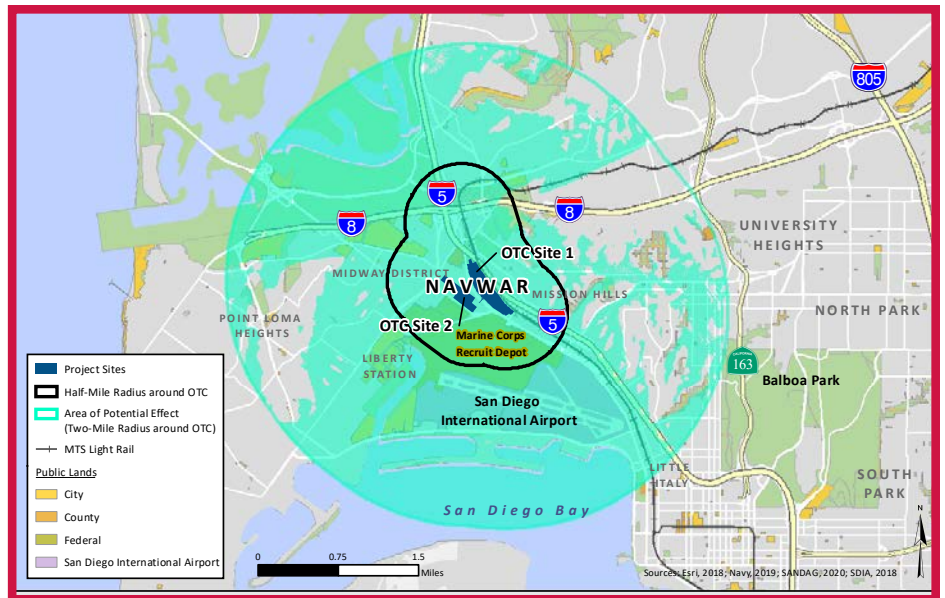 805
5
8
8
UNIVERSITY
HEIGHTS
OTC Site 1
MIDWAY DISTRICT
NAVWAR
MISSION HILLS
NORTH PARK
POINT LOMA
HEIGHTS
OTC Site 2
5
Marine Corps
Recruit Depot
LIBERTY
STATION
CALIFORNIA
163
Balboa Park
San Diego
International Airport
LITTLE
ITALY
SOUTH
PARK
San Diego Bay
Project Sites
Half-Mile Radius around OTC
Area of Potential Effect
(Two-Mile Radius around OTC)
MTS Light Rail
Public Lands
City
County
Federal
San Diego International Airport
0 0.75 1.5
Miles
N
Sources: Esri, 2018; Navy, 2019; SANDAG, 2020; SDIA, 2018